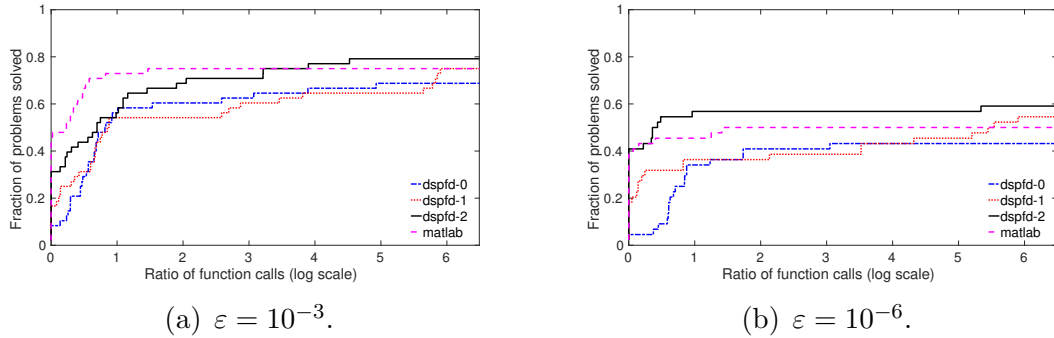 Fraction of problems solved
1
0.8
0.6
0.4
0.2
0
0 1 2 3 4 5 6
Ratio of function calls (log scale)
dspfd-0
dspfd-1
dspfd-2
matlab
(a) ε = 10⁻³.
Fraction of problems solved
1
0.8
0.6
0.4
0.2
0
0 1 2 3 4 5 6
Ratio of function calls (log scale)
dspfd-0
dspfd-1
dspfd-2
matlab
(b) ε = 10⁻⁶.